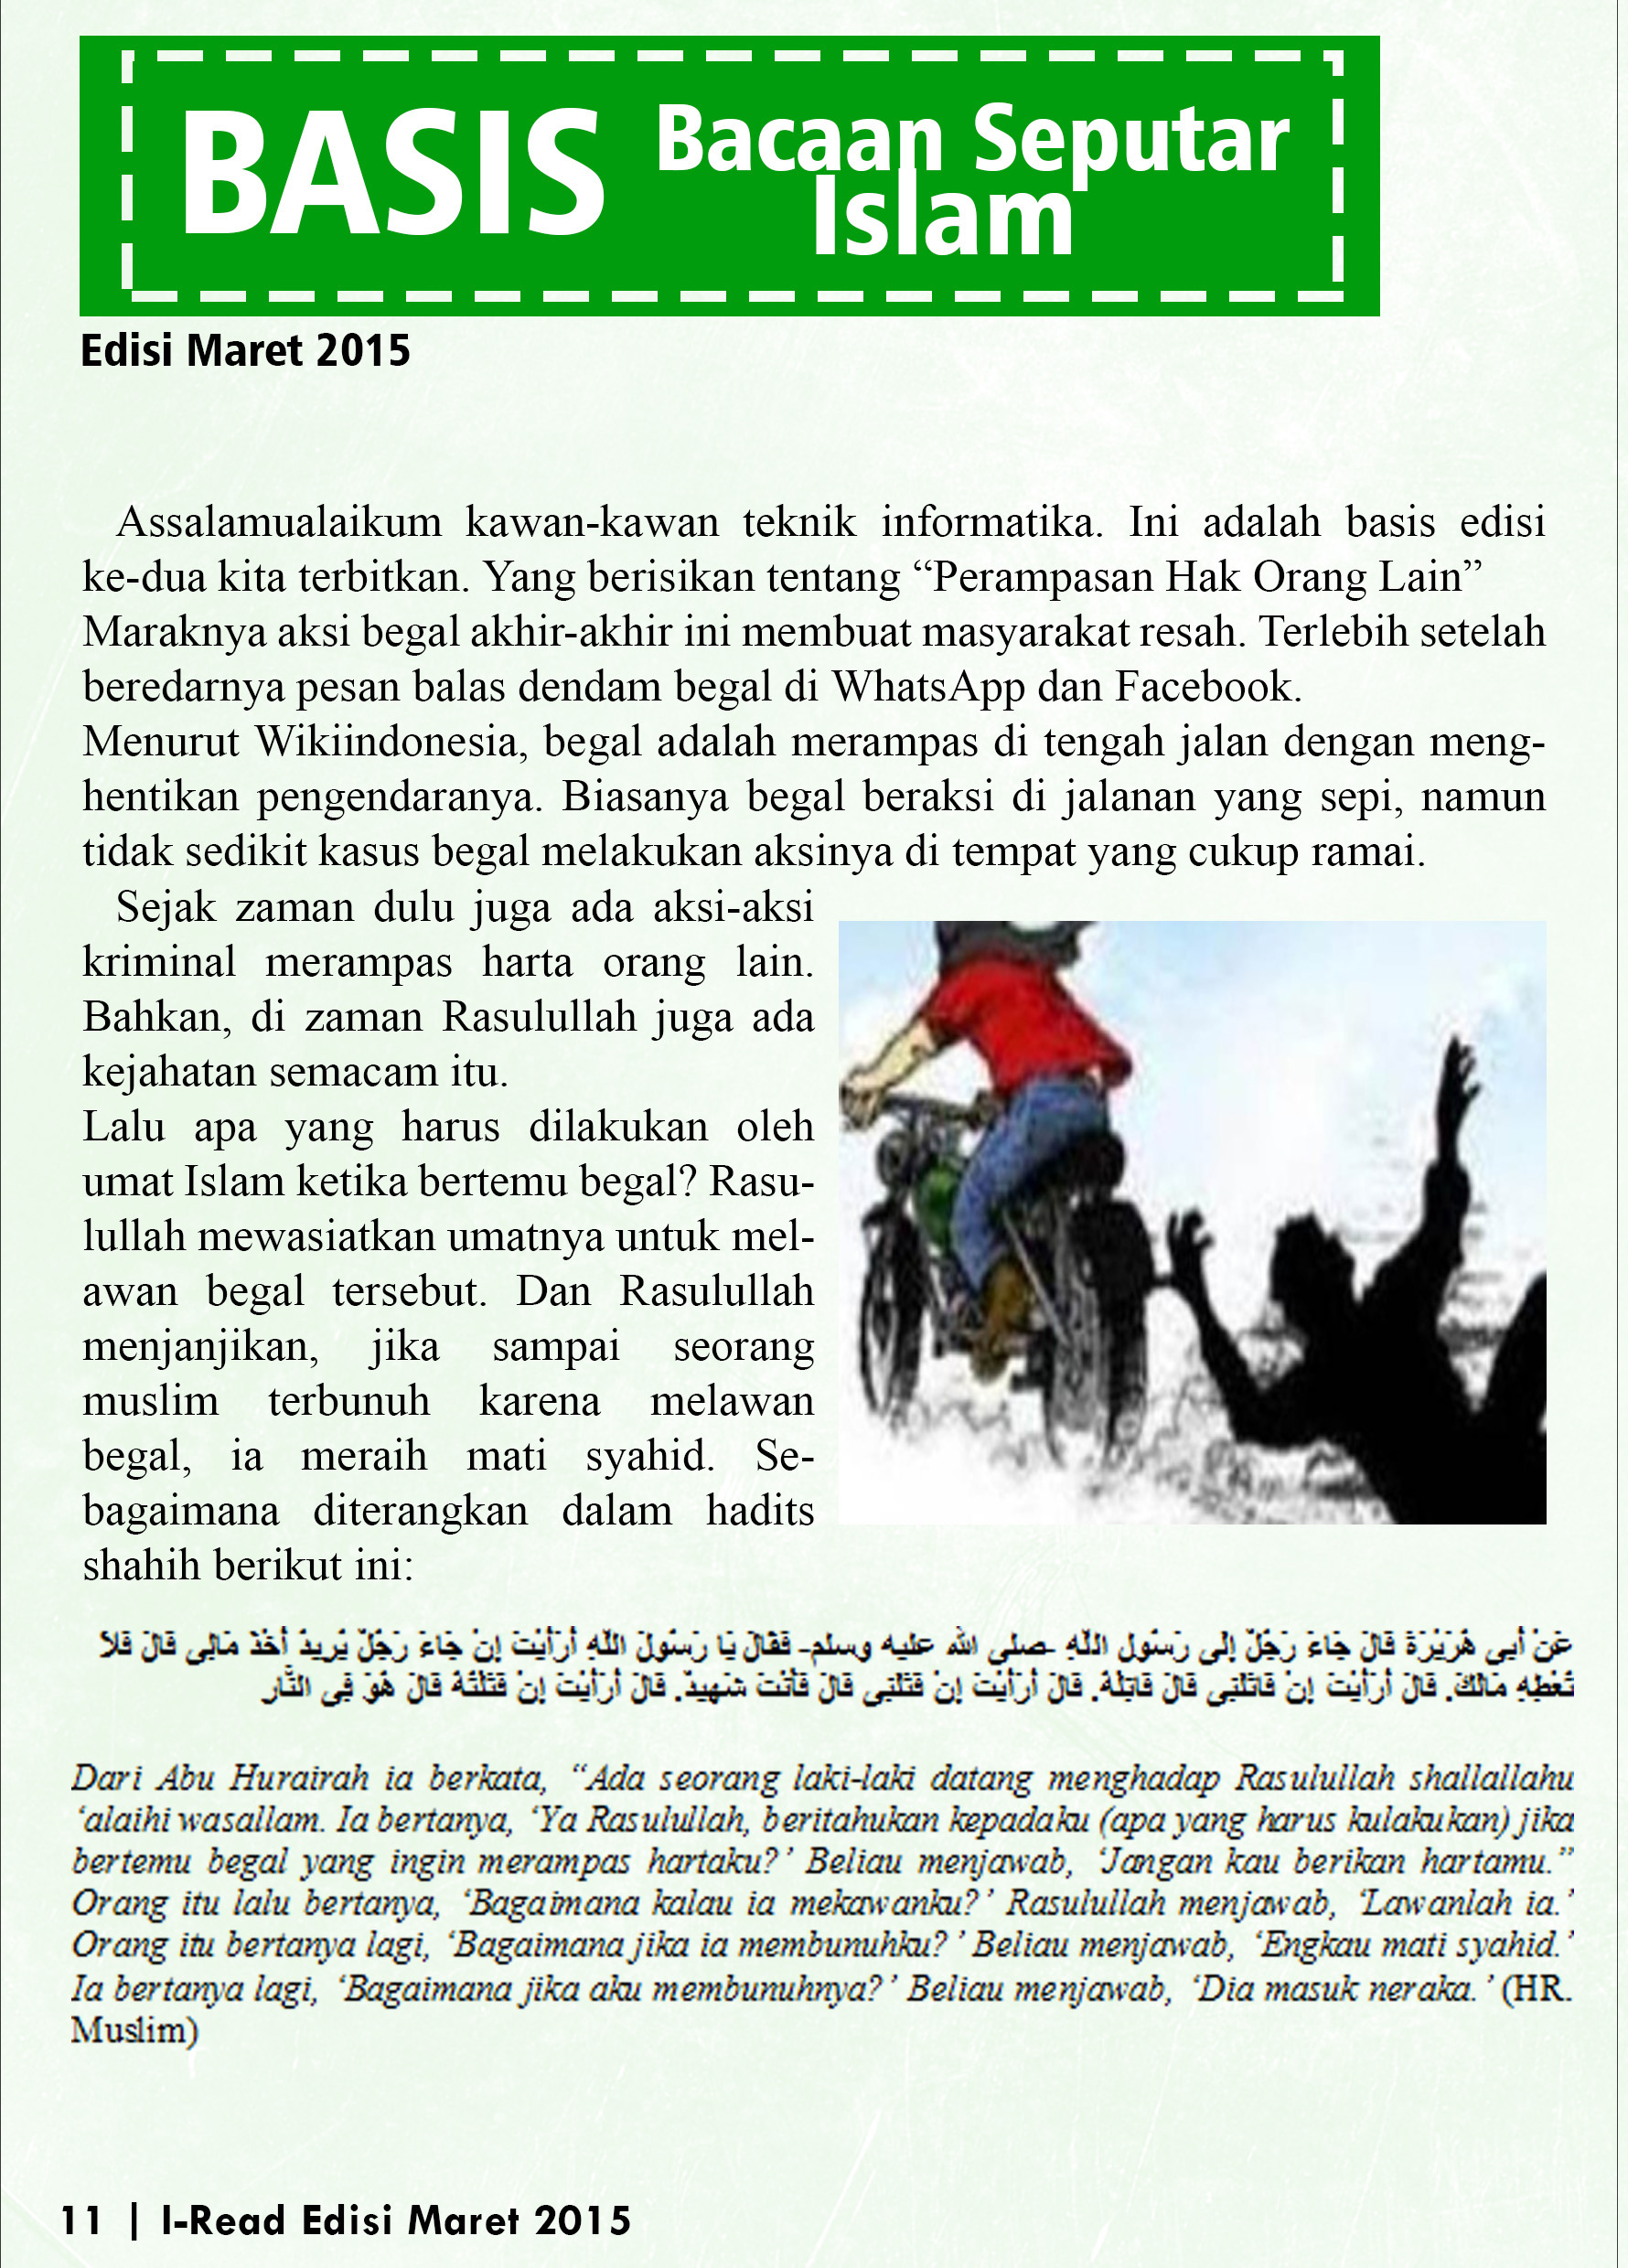 BASIS
Bacaan Seputar
Islam
Edisi Maret 2015
Assalamualaikum kawan-kawan teknik informatika. Ini adalah basis edisi
ke-dua kita terbitkan. Yang berisikan tentang “Perampasan Hak Orang Lain”
Maraknya aksi begal akhir-akhir ini membuat masyarakat resah. Terlebih setelah
beredarnya pesan balas dendam begal di WhatsApp dan Facebook.
Menurut Wikiindonesia, begal adalah merampas di tengah jalan dengan meng-
hentikan pengendaranya. Biasanya begal beraksi di jalanan yang sepi, namun
tidak sedikit kasus begal melakukan aksinya di tempat yang cukup ramai.
Sejak zaman dulu juga ada aksi-aksi
kriminal merampas harta orang lain.
Bahkan, di zaman Rasulullah juga ada
kejahatan semacam itu.
Lalu apa yang harus dilakukan oleh
umat Islam ketika bertemu begal? Rasu-
lullah mewasiatkan umatnya untuk mel-
awan begal tersebut. Dan Rasulullah
menjanjikan, jika sampai seorang
muslim terbunuh karena melawan
begal, ia meraih mati syahid. Se-
bagaimana diterangkan dalam hadits
shahih berikut ini:
عَنْ أَبِى هُرَيْرَةَ قَالَ جَاءَ رَجُلٌ إِلَى رَسُولِ اللَّهِ -صلى الله عليه وسلم- فَقَالَ يَا رَسُولَ اللَّهِ أَرَأَيْتَ إِنْ جَاءَ رَجُلٌ يُرِيدُ أَخْذَ مَالِى قَالَ فَلاَ
تُعْطِهِ مَالَكَ. قَالَ أَرَأَيْتَ إِنْ قَاتَلَنِى قَالَ قَاتِلْهُ. قَالَ أَرَأَيْتَ إِنْ قَتَلَنِى قَالَ فَأَنْتَ شَهِيدٌ. قَالَ أَرَأَيْتَ إِنْ قَتَلْتُهُ قَالَ هُوَ فِى النَّارِ
Dari Abu Hurairah ia berkata, “Ada seorang laki-laki datang menghadap Rasulullah shallallahu
‘alaihi wasallam. Ia bertanya, ‘Ya Rasulullah, beritahukan kepadaku (apa yang harus kulakukan) jika
bertemu begal yang ingin merampas hartaku?’ Beliau menjawab, ‘Jangan kau berikan hartamu.”
Orang itu lalu bertanya, ‘Bagaimana kalau ia mekawanku?’ Rasulullah menjawab, ‘Lawanlah ia.’
Orang itu bertanya lagi, ‘Bagaimana jika ia membunuhku?’ Beliau menjawab, ‘Engkau mati syahid.’
Ia bertanya lagi, ‘Bagaimana jika aku membunuhnya?’ Beliau menjawab, ‘Dia masuk neraka.’ (HR.
Muslim)
11 | I-Read Edisi Maret 2015